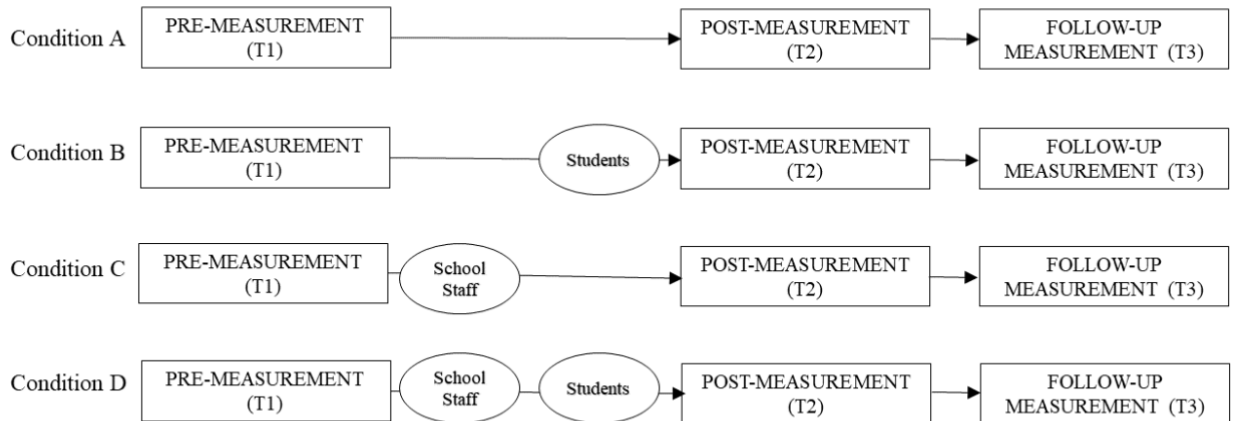 Condition A
PRE-MEASUREMENT
(T1)
POST-MEASUREMENT
(T2)
FOLLOW-UP
MEASUREMENT (T3)
Condition B
PRE-MEASUREMENT
(T1)
Students
POST-MEASUREMENT
(T2)
FOLLOW-UP
MEASUREMENT (T3)
Condition C
PRE-MEASUREMENT
(T1)
School
Staff
POST-MEASUREMENT
(T2)
FOLLOW-UP
MEASUREMENT (T3)
Condition D
PRE-MEASUREMENT
(T1)
School
Staff
Students
POST-MEASUREMENT
(T2)
FOLLOW-UP
MEASUREMENT (T3)